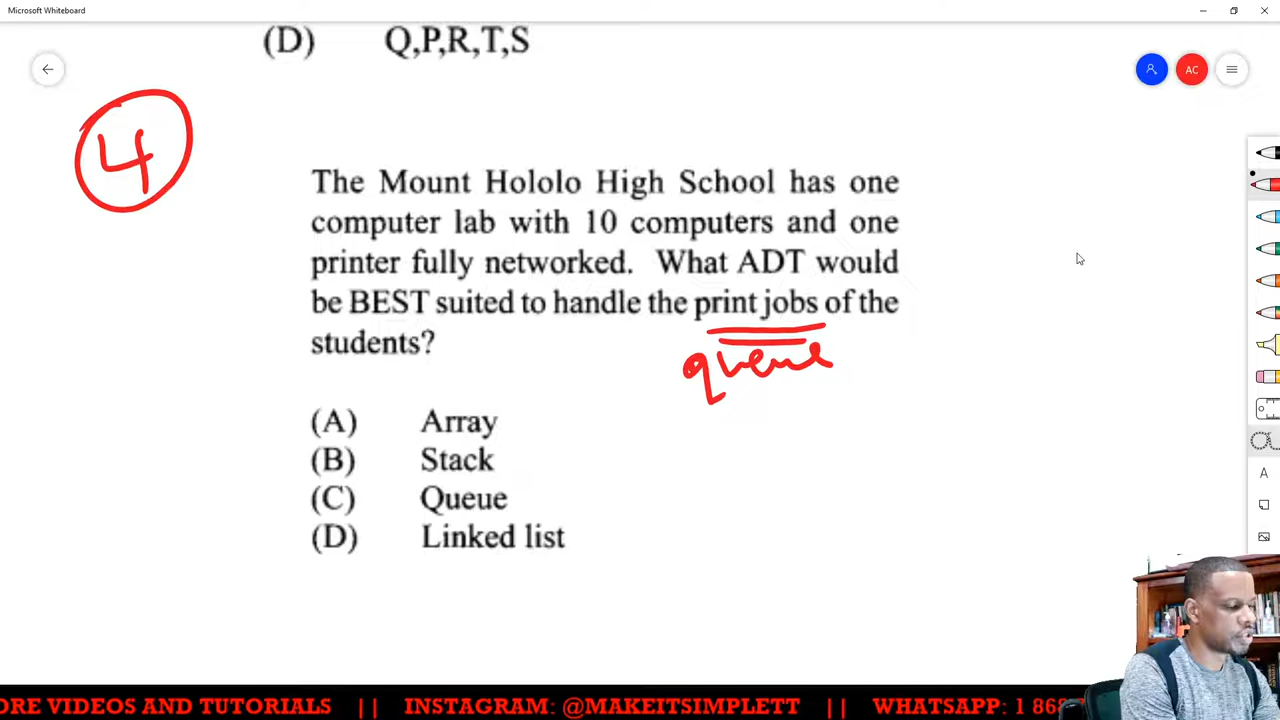 Microsoft Whiteboard
(D) Q,P,R,T,S
AC
4
The Mount Hololo High School has one
computer lab with 10 computers and one
printer fully networked. What ADT would
be BEST suited to handle the print jobs of the
students?
queue
(A) Array
(B) Stack
(C) Queue
(D) Linked list
A
ORE VIDEOS AND TUTORIALS || INSTAGRAM: @MAKEITSIMPLETT || WHATSAPP: 1 868